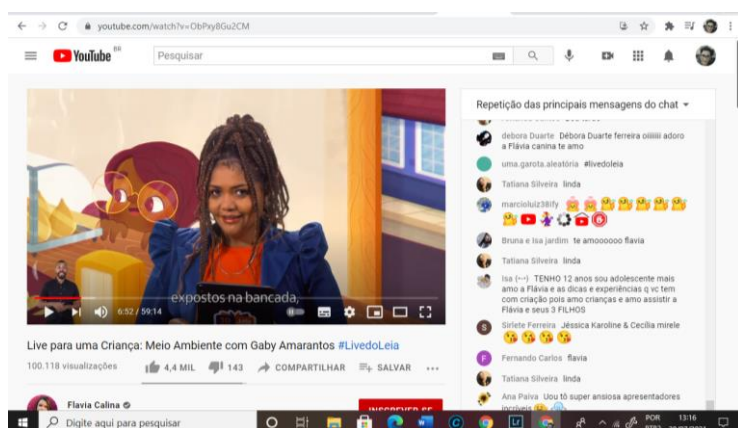 youtube.com/watch?v=ObPxy8Gu2CM
YouTube BR
Pesquisar
Repetição das principais mensagens do chat
debora Duarte Débora Duarte ferreira oiiiiii adoro
a Flávia canina te amo
uma.garota.aleatória #livedoleia
Tatiana Silveira linda
marcioluiz38ify
Bruna e Isa jardim te amoooooo flavia
Tatiana Silveira linda
Isa (~-~) TENHO 12 anos sou adolescente mais
amo a Flávia e as dicas e experiências q vc tem
com criação pois amo crianças e amo assistir a
Flávia e seus 3 FILHOS
S Sirlete Ferreira Jéssica Karoline & Cecília mirele
F Fernando Carlos flavia
Tatiana Silveira linda
Ana Paiva Uou tô super ansiosa apresentadores
incríveis
expostos na bancada,
6:52 / 59:14
Live para uma Criança: Meio Ambiente com Gaby Amarantos #LivedoLeia
100.118 visualizações 4,4 MIL 143 COMPARTILHAR SALVAR
Flavia Calina
INSCREVER-SE
Digite aqui para pesquisar
POR 13:16